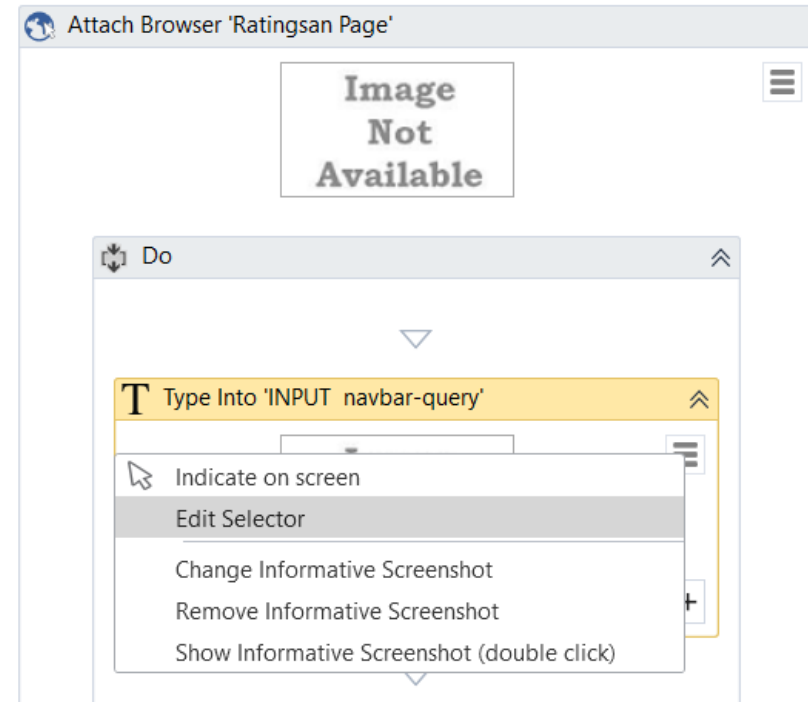 Attach Browser 'Ratingsan Page'
Image
Not
Available
Do
T Type Into 'INPUT navbar-query'
Indicate on screen
Edit Selector
Change Informative Screenshot
Remove Informative Screenshot
Show Informative Screenshot (double click)